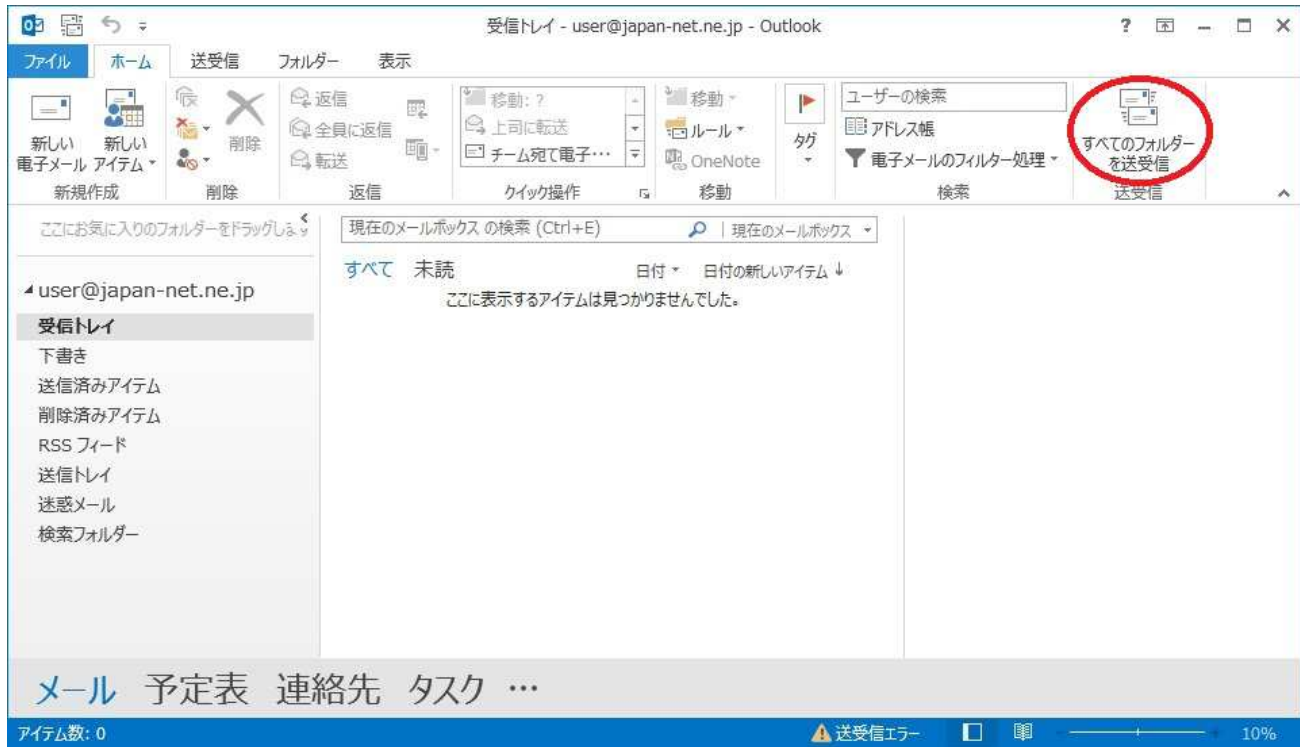 受信トレイ - user@japan-net.ne.jp - Outlook
ファイル ホーム 送受信 フォルダー 表示
新しい
電子メール
新しい
アイテム
新規作成
削除
削除
返信
全員に返信
転送
返信
移動: ?
上司に転送
チーム宛て電子…
クイック操作
移動
ルール
OneNote
移動
タグ
ユーザーの検索
アドレス帳
電子メールのフィルター処理
検索
すべてのフォルダー
を送受信
送受信
ここにお気に入りのフォルダーをドラッグしま
現在のメールボックス の検索 (Ctrl+E) 現在のメールボックス
すべて 未読 日付 日付の新しいアイテム ↓
ここに表示するアイテムは見つかりませんでした。
user@japan-net.ne.jp
受信トレイ
下書き
送信済みアイテム
削除済みアイテム
RSS フィード
送信トレイ
迷惑メール
検索フォルダー
メール 予定表 連絡先 タスク …
アイテム数: 0 送受信エラー 10%